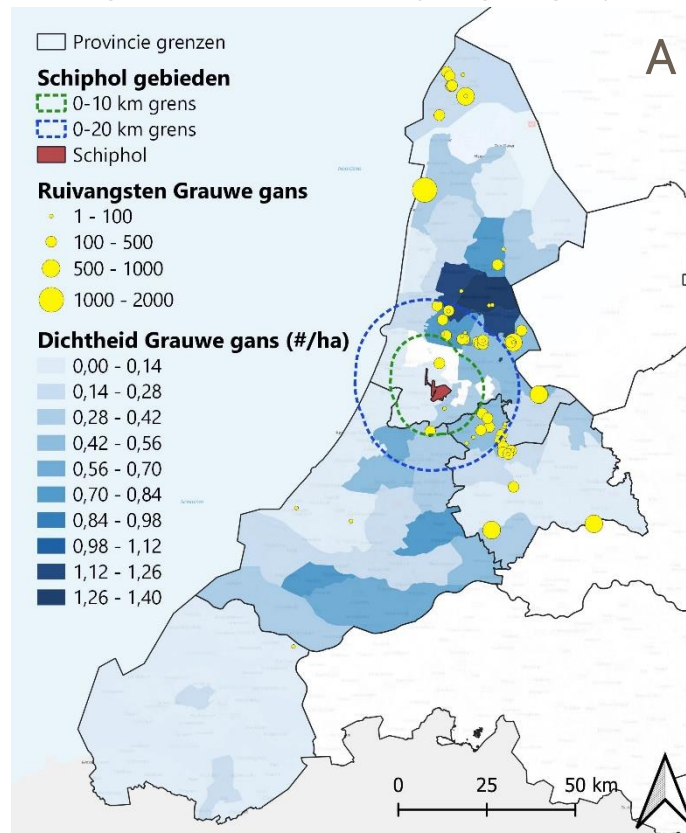 Provincie grenzen
Schiphol gebieden
0-10 km grens
0-20 km grens
Schiphol
Ruivangsten Grauwe gans
1 - 100
100 - 500
500 - 1000
1000 - 2000
Dichtheid Grauwe gans (#/ha)
0,00 - 0,14
0,14 - 0,28
0,28 - 0,42
0,42 - 0,56
0,56 - 0,70
0,70 - 0,84
0,84 - 0,98
0,98 - 1,12
1,12 - 1,26
1,26 - 1,40
A
0 25 50 km